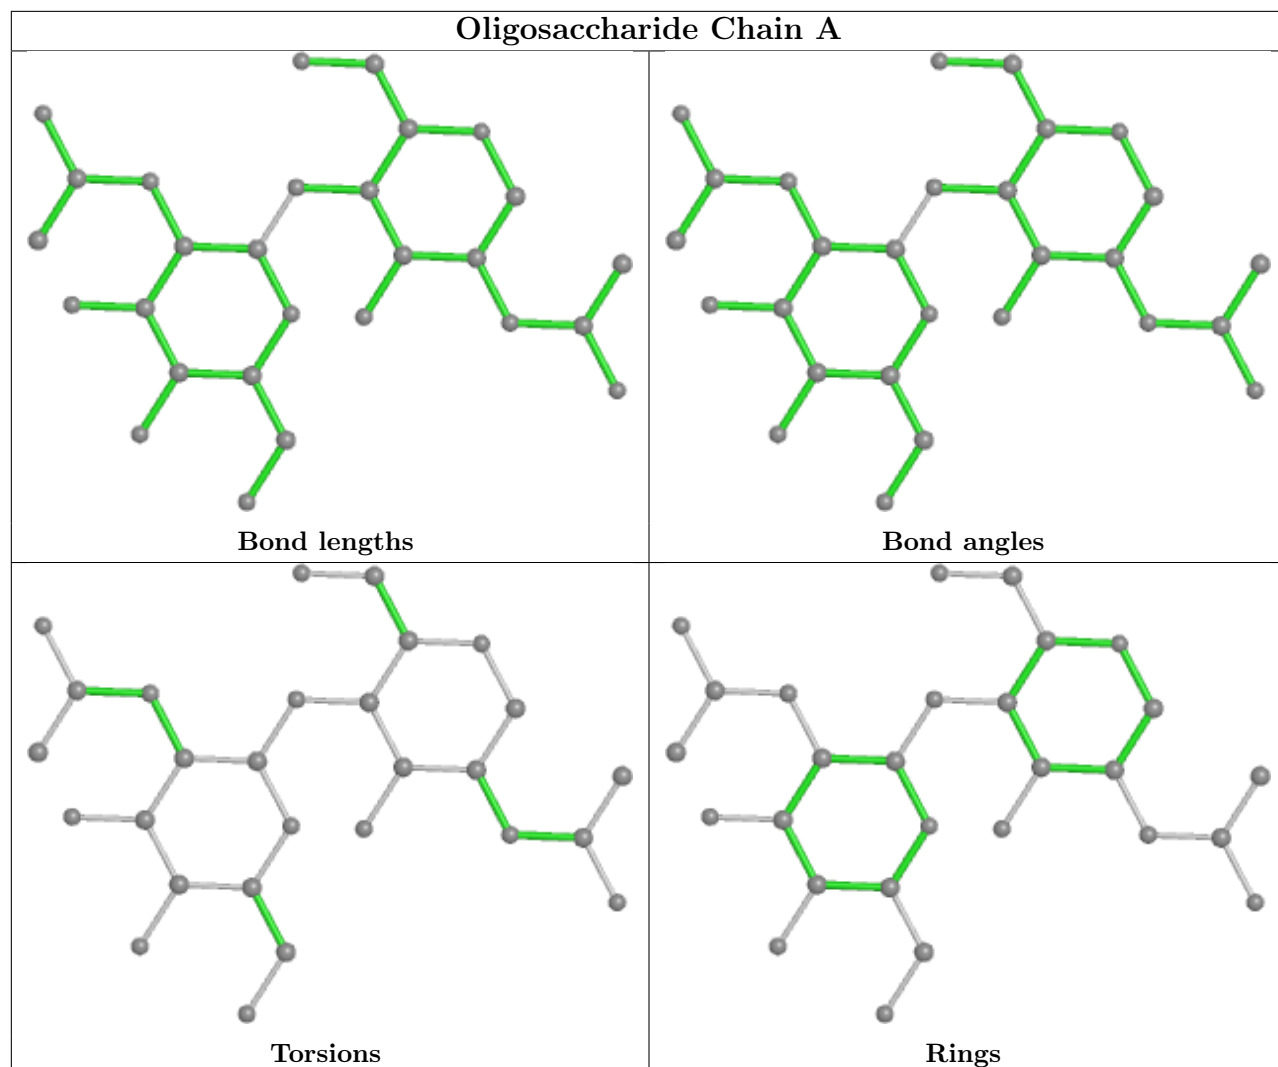 Oligosaccharide Chain A
Bond lengths
Bond angles
Torsions
Rings